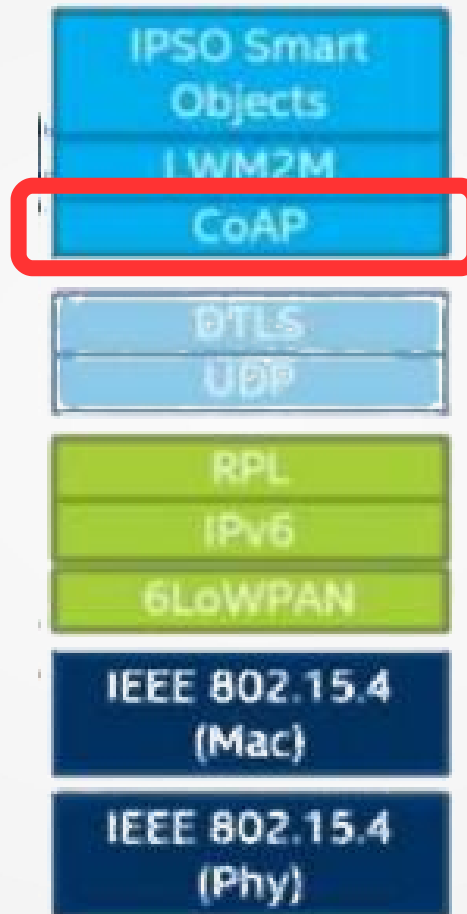 IPSO Smart
Objects
LWM2M
CoAP
DTLS
UDP
RPL
IPv6
6LoWPAN
IEEE 802.15.4
(Mac)
IEEE 802.15.4
(Phy)